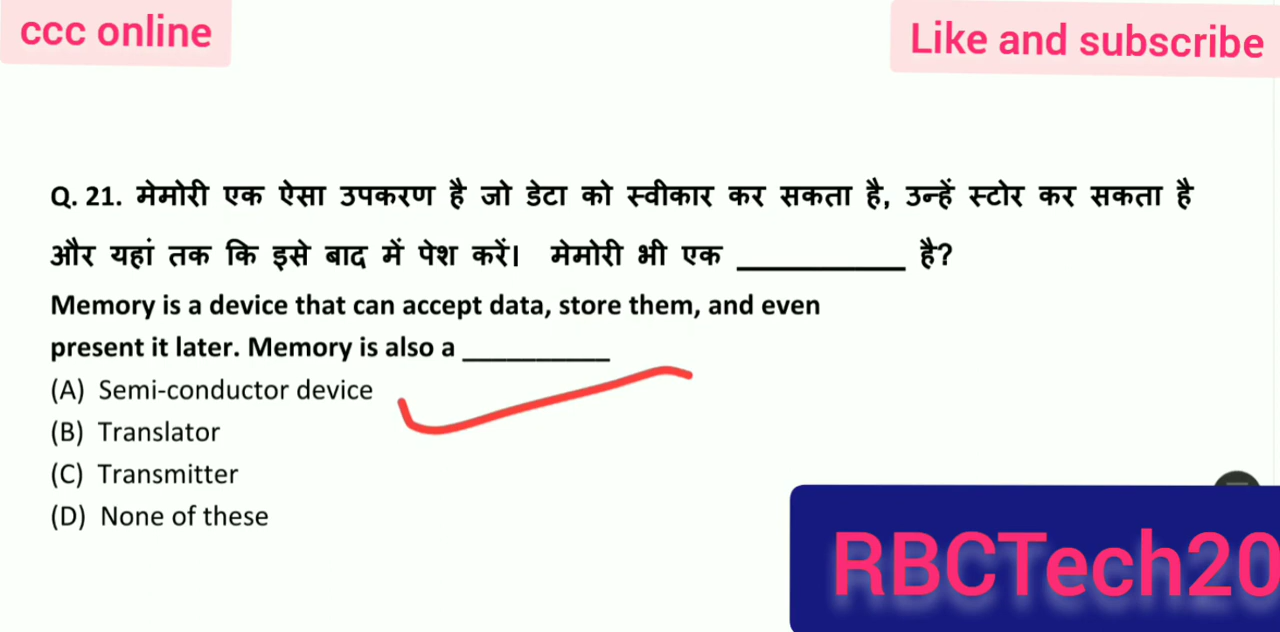 ccc online
Like and subscribe
Q. 21. मेमोरी एक ऐसा उपकरण है जो डेटा को स्वीकार कर सकता है, उन्हें स्टोर कर सकता है
और यहां तक कि इसे बाद में पेश करें। मेमोरी भी एक ____________ है?
Memory is a device that can accept data, store them, and even
present it later. Memory is also a __________
(A) Semi-conductor device
(B) Translator
(C) Transmitter
(D) None of these
RBCTech20